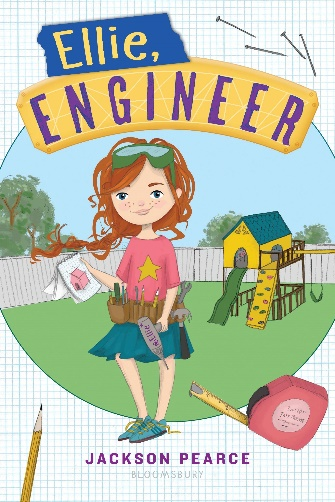 Ellie,
ENGINEER
JACKSON PEARCE
BLOOMSBURY